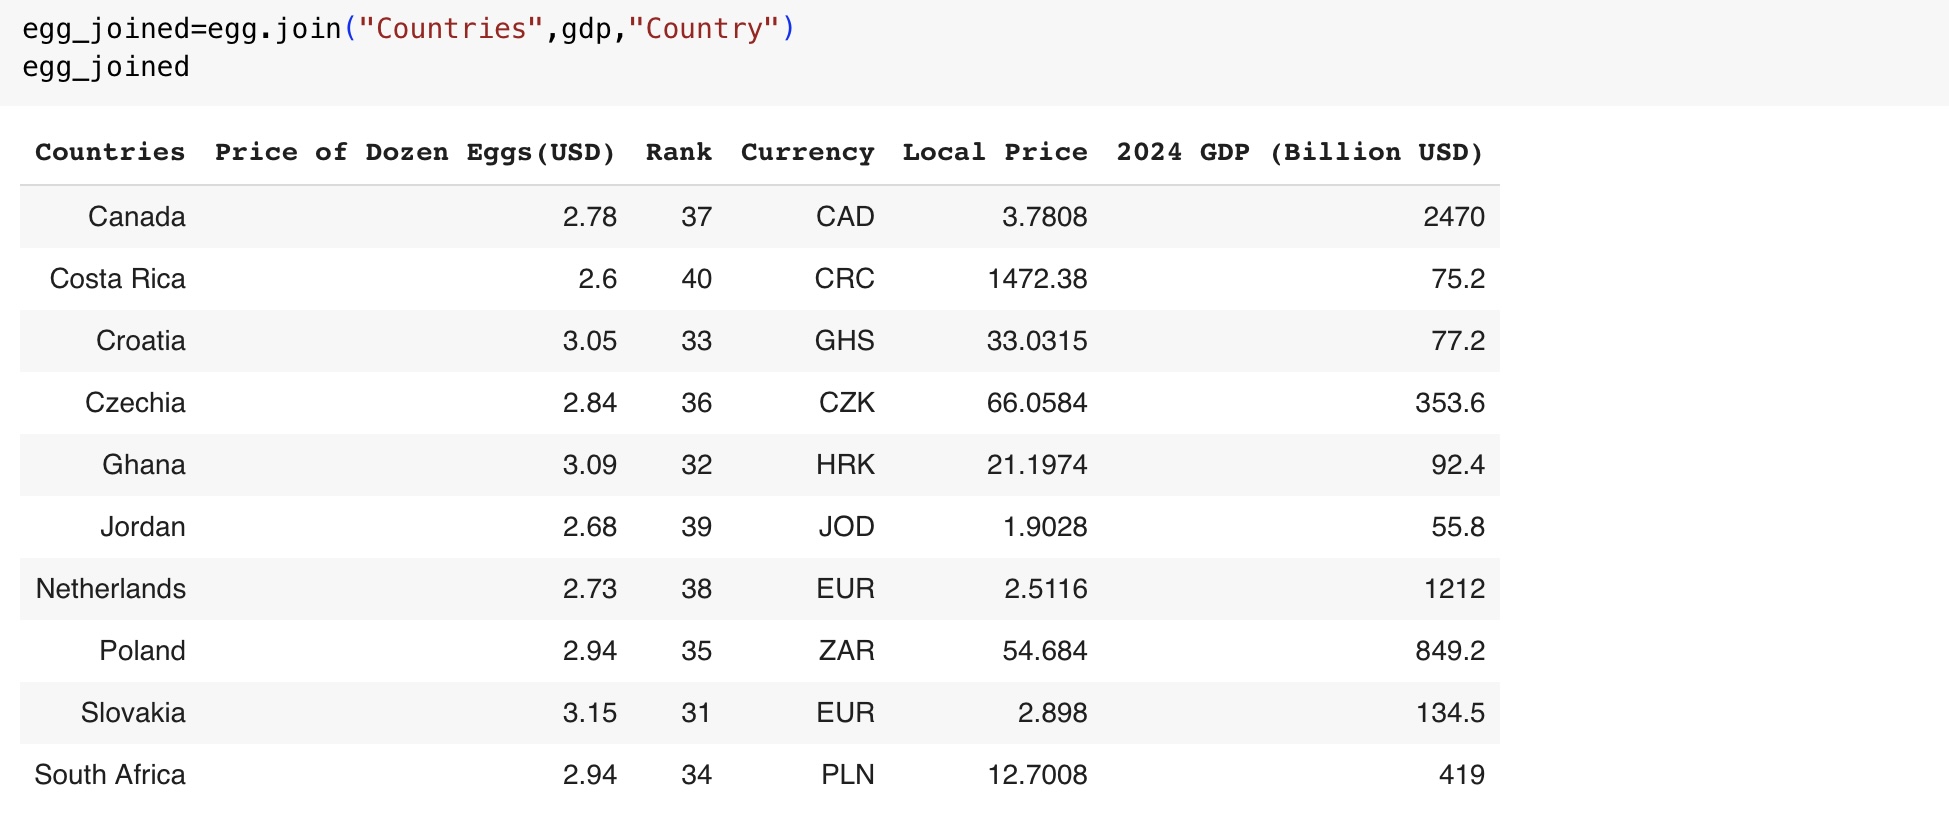 egg_joined=egg.join("Countries",gdp,"Country")
egg_joined
Countries Price of Dozen Eggs(USD) Rank Currency Local Price 2024 GDP (Billion USD)
Canada 2.78 37 CAD 3.7808 2470
Costa Rica 2.6 40 CRC 1472.38 75.2
Croatia 3.05 33 GHS 33.0315 77.2
Czechia 2.84 36 CZK 66.0584 353.6
Ghana 3.09 32 HRK 21.1974 92.4
Jordan 2.68 39 JOD 1.9028 55.8
Netherlands 2.73 38 EUR 2.5116 1212
Poland 2.94 35 ZAR 54.684 849.2
Slovakia 3.15 31 EUR 2.898 134.5
South Africa 2.94 34 PLN 12.7008 419